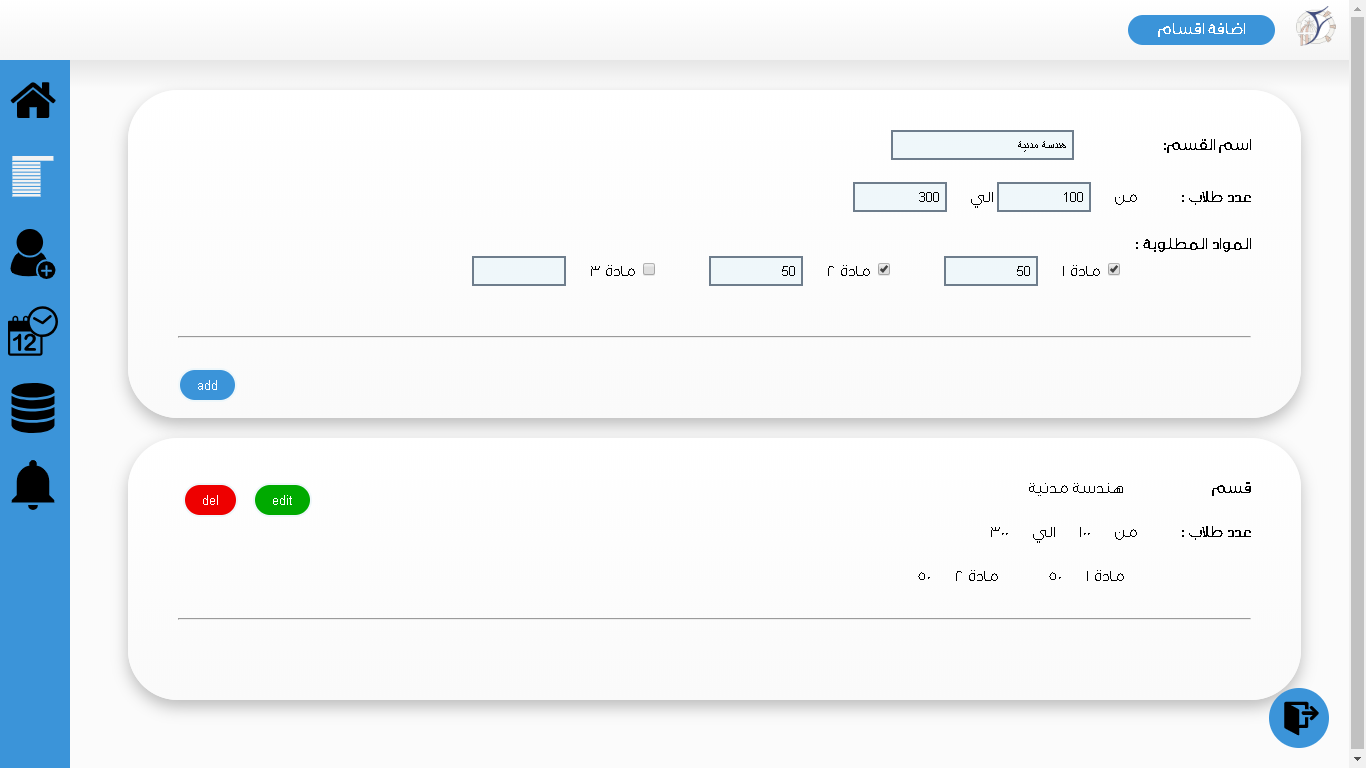 اضافة اقسام
اسم القسم: هندسة مدنية
عدد طلاب : من 100 الي 300
المواد المطلوبة :
مادة ١ 50 مادة ٢ 50 مادة ٣
add
قسم هندسة مدنية edit del
عدد طلاب : من ١٠٠ الي ٣٠٠
مادة ١ ٥٠ مادة ٢ ٥٠
12